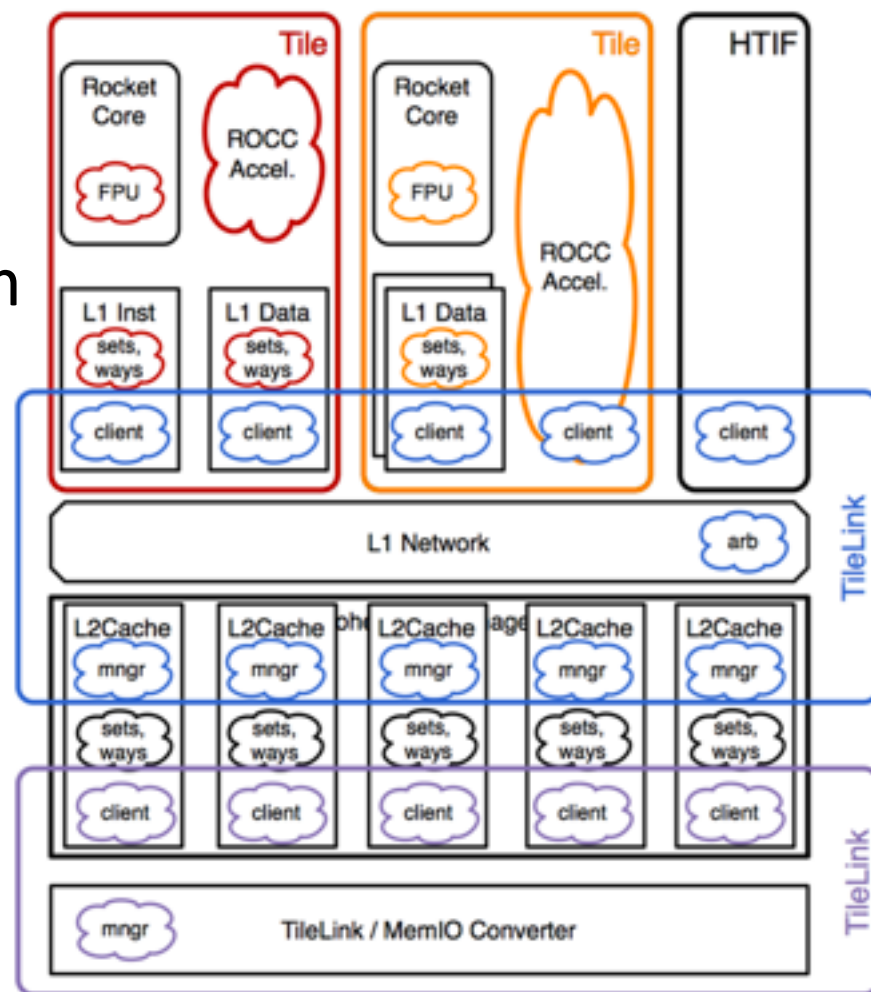 Tile
Tile
HTIF
Rocket
Core
FPU
ROCC
Accel.
Rocket
Core
FPU
ROCC
Accel.
n
L1 Inst
sets,
ways
client
L1 Data
sets,
ways
client
L1 Data
sets,
ways
client
client
client
L1 Network
arb
TileLink
L2Cache
L2Cache
L2Cache
L2Cache
L2Cache
mngr
mngr
mngr
mngr
mngr
sets,
ways
sets,
ways
sets,
ways
sets,
ways
sets,
ways
client
client
client
client
client
mngr
TileLink / MemIO Converter
TileLink